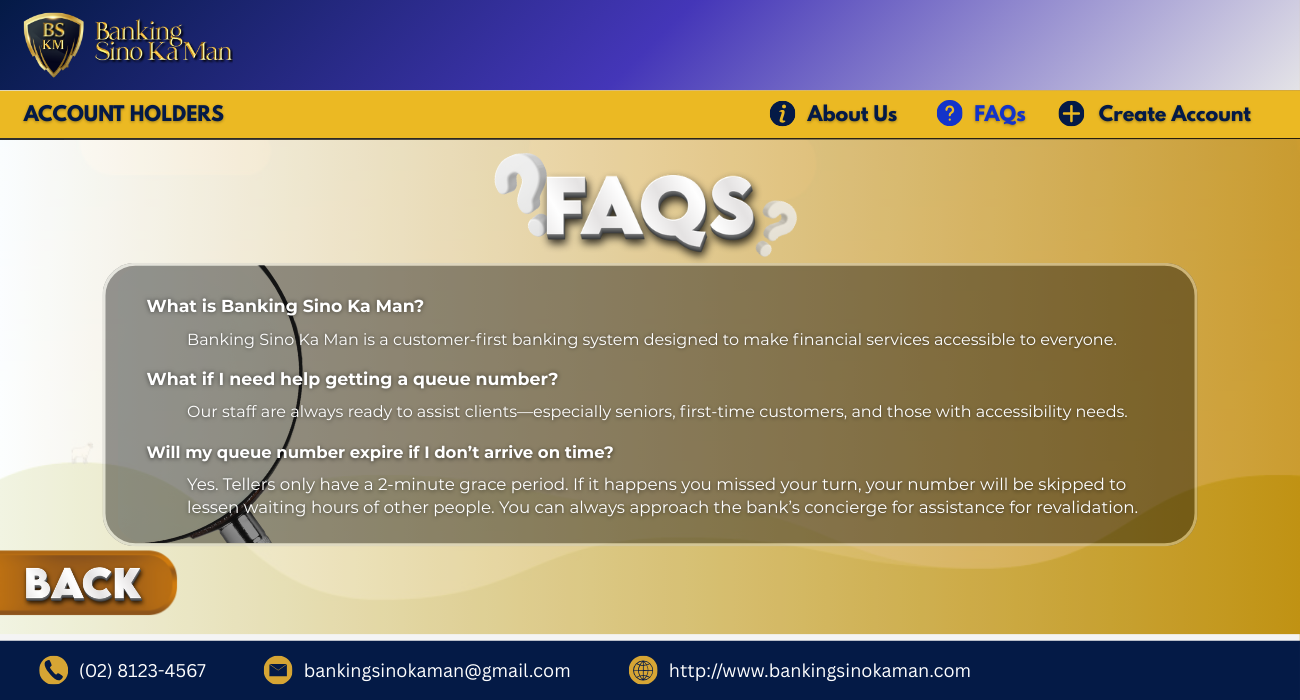 BS
KM
Banking
Sino Ka Man
ACCOUNT HOLDERS
About Us
FAQs
Create Account
FAQS
What is Banking Sino Ka Man?
Banking Sino Ka Man is a customer-first banking system designed to make financial services accessible to everyone.
What if I need help getting a queue number?
Our staff are always ready to assist clients—especially seniors, first-time customers, and those with accessibility needs.
Will my queue number expire if I don’t arrive on time?
Yes. Tellers only have a 2-minute grace period. If it happens you missed your turn, your number will be skipped to
lessen waiting hours of other people. You can always approach the bank’s concierge for assistance for revalidation.
BACK
(02) 8123-4567
bankingsinokaman@gmail.com
http://www.bankingsinokaman.com